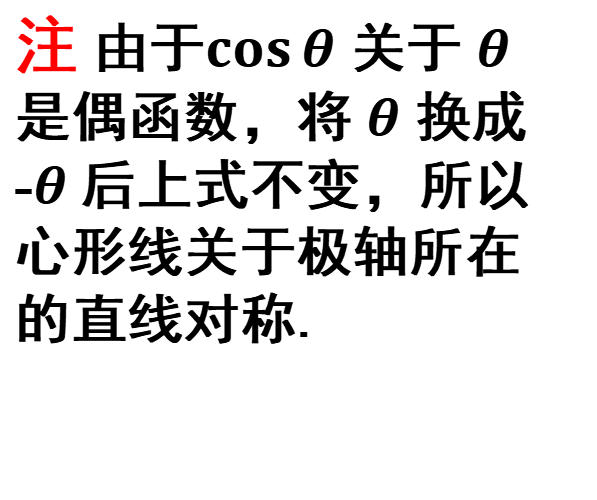 注 由于cos θ 关于 θ
是偶函数，将 θ 换成
-θ 后上式不变，所以
心形线关于极轴所在
的直线对称.